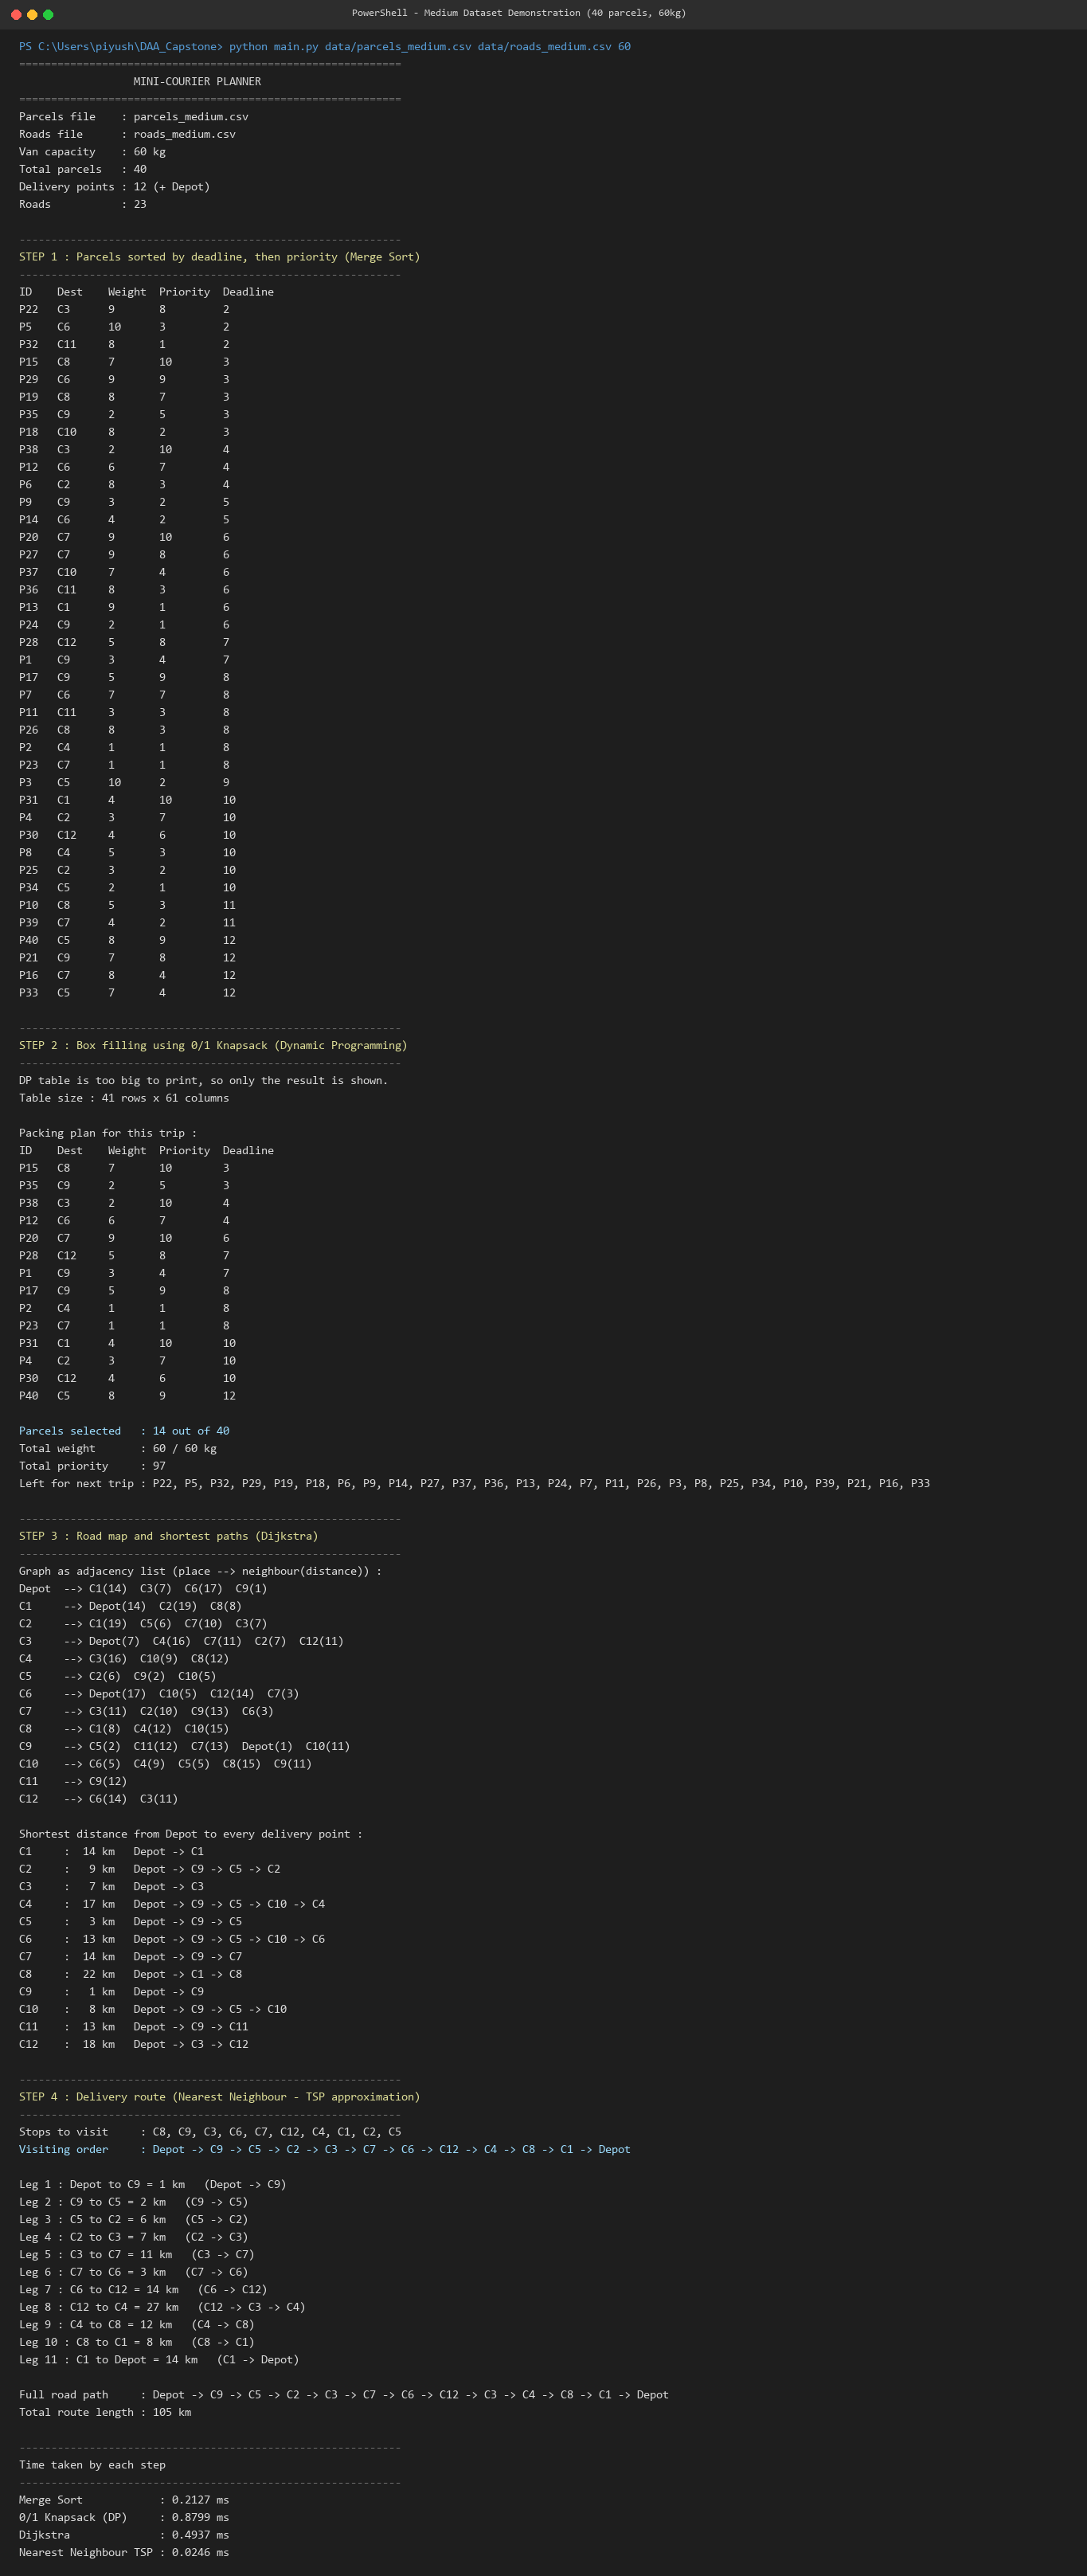 PowerShell - Medium Dataset Demonstration (40 parcels, 60kg)
PS C:\Users\piyush\DAA_Capstone> python main.py data/parcels_medium.csv data/roads_medium.csv 60
============================================================
                  MINI-COURIER PLANNER
============================================================
Parcels file    : parcels_medium.csv
Roads file      : roads_medium.csv
Van capacity    : 60 kg
Total parcels   : 40
Delivery points : 12 (+ Depot)
Roads           : 23
------------------------------------------------------------
STEP 1 : Parcels sorted by deadline, then priority (Merge Sort)
------------------------------------------------------------
ID    Dest    Weight  Priority  Deadline
P22   C3      9       8         2
P5    C6      10      3         2
P32   C11     8       1         2
P15   C8      7       10        3
P29   C6      9       9         3
P19   C8      8       7         3
P35   C9      2       5         3
P18   C10     8       2         3
P38   C3      2       10        4
P12   C6      6       7         4
P6    C2      8       3         4
P9    C9      3       2         5
P14   C6      4       2         5
P20   C7      9       10        6
P27   C7      9       8         6
P37   C10     7       4         6
P36   C11     8       3         6
P13   C1      9       1         6
P24   C9      2       1         6
P28   C12     5       8         7
P1    C9      3       4         7
P17   C9      5       9         8
P7    C6      7       7         8
P11   C11     3       3         8
P26   C8      8       3         8
P2    C4      1       1         8
P23   C7      1       1         8
P3    C5      10      2         9
P31   C1      4       10        10
P4    C2      3       7         10
P30   C12     4       6         10
P8    C4      5       3         10
P25   C2      3       2         10
P34   C5      2       1         10
P10   C8      5       3         11
P39   C7      4       2         11
P40   C5      8       9         12
P21   C9      7       8         12
P16   C7      8       4         12
P33   C5      7       4         12
------------------------------------------------------------
STEP 2 : Box filling using 0/1 Knapsack (Dynamic Programming)
------------------------------------------------------------
DP table is too big to print, so only the result is shown.
Table size : 41 rows x 61 columns
Packing plan for this trip :
ID    Dest    Weight  Priority  Deadline
P15   C8      7       10        3
P35   C9      2       5         3
P38   C3      2       10        4
P12   C6      6       7         4
P20   C7      9       10        6
P28   C12     5       8         7
P1    C9      3       4         7
P17   C9      5       9         8
P2    C4      1       1         8
P23   C7      1       1         8
P31   C1      4       10        10
P4    C2      3       7         10
P30   C12     4       6         10
P40   C5      8       9         12
Parcels selected   : 14 out of 40
Total weight       : 60 / 60 kg
Total priority     : 97
Left for next trip : P22, P5, P32, P29, P19, P18, P6, P9, P14, P27, P37, P36, P13, P24, P7, P11, P26, P3, P8, P25, P34, P10, P39, P21, P16, P33
------------------------------------------------------------
STEP 3 : Road map and shortest paths (Dijkstra)
------------------------------------------------------------
Graph as adjacency list (place --> neighbour(distance)) :
Depot  --> C1(14)  C3(7)  C6(17)  C9(1)
C1     --> Depot(14)  C2(19)  C8(8)
C2     --> C1(19)  C5(6)  C7(10)  C3(7)
C3     --> Depot(7)  C4(16)  C7(11)  C2(7)  C12(11)
C4     --> C3(16)  C10(9)  C8(12)
C5     --> C2(6)  C9(2)  C10(5)
C6     --> Depot(17)  C10(5)  C12(14)  C7(3)
C7     --> C3(11)  C2(10)  C9(13)  C6(3)
C8     --> C1(8)  C4(12)  C10(15)
C9     --> C5(2)  C11(12)  C7(13)  Depot(1)  C10(11)
C10    --> C6(5)  C4(9)  C5(5)  C8(15)  C9(11)
C11    --> C9(12)
C12    --> C6(14)  C3(11)
Shortest distance from Depot to every delivery point :
C1     :  14 km   Depot -> C1
C2     :   9 km   Depot -> C9 -> C5 -> C2
C3     :   7 km   Depot -> C3
C4     :  17 km   Depot -> C9 -> C5 -> C10 -> C4
C5     :   3 km   Depot -> C9 -> C5
C6     :  13 km   Depot -> C9 -> C5 -> C10 -> C6
C7     :  14 km   Depot -> C9 -> C7
C8     :  22 km   Depot -> C1 -> C8
C9     :   1 km   Depot -> C9
C10    :   8 km   Depot -> C9 -> C5 -> C10
C11    :  13 km   Depot -> C9 -> C11
C12    :  18 km   Depot -> C3 -> C12
------------------------------------------------------------
STEP 4 : Delivery route (Nearest Neighbour - TSP approximation)
------------------------------------------------------------
Stops to visit     : C8, C9, C3, C6, C7, C12, C4, C1, C2, C5
Visiting order     : Depot -> C9 -> C5 -> C2 -> C3 -> C7 -> C6 -> C12 -> C4 -> C8 -> C1 -> Depot
Leg 1 : Depot to C9 = 1 km   (Depot -> C9)
Leg 2 : C9 to C5 = 2 km   (C9 -> C5)
Leg 3 : C5 to C2 = 6 km   (C5 -> C2)
Leg 4 : C2 to C3 = 7 km   (C2 -> C3)
Leg 5 : C3 to C7 = 11 km   (C3 -> C7)
Leg 6 : C7 to C6 = 3 km   (C7 -> C6)
Leg 7 : C6 to C12 = 14 km   (C6 -> C12)
Leg 8 : C12 to C4 = 27 km   (C12 -> C3 -> C4)
Leg 9 : C4 to C8 = 12 km   (C4 -> C8)
Leg 10 : C8 to C1 = 8 km   (C8 -> C1)
Leg 11 : C1 to Depot = 14 km   (C1 -> Depot)
Full road path     : Depot -> C9 -> C5 -> C2 -> C3 -> C7 -> C6 -> C12 -> C3 -> C4 -> C8 -> C1 -> Depot
Total route length : 105 km
------------------------------------------------------------
Time taken by each step
------------------------------------------------------------
Merge Sort            : 0.2127 ms
0/1 Knapsack (DP)     : 0.8799 ms
Dijkstra              : 0.4937 ms
Nearest Neighbour TSP : 0.0246 ms